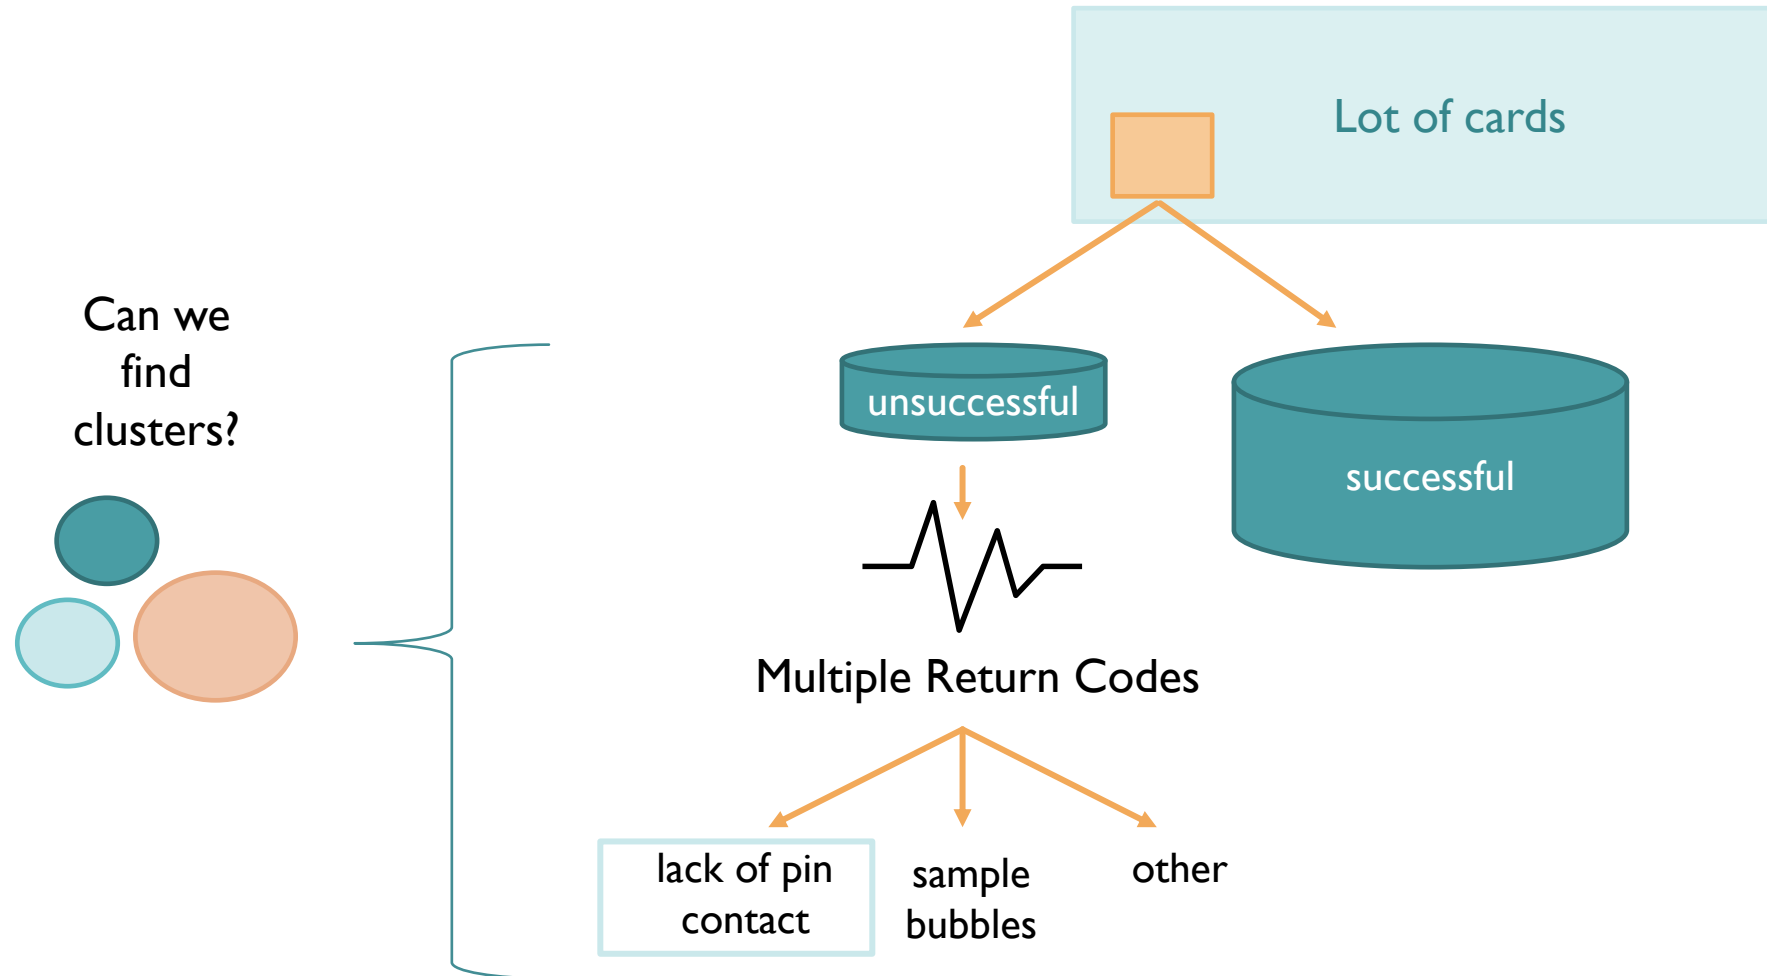 Lot of cards
Can we
find
clusters?
unsuccessful
successful
Multiple Return Codes
lack of pin
contact
sample
bubbles
other